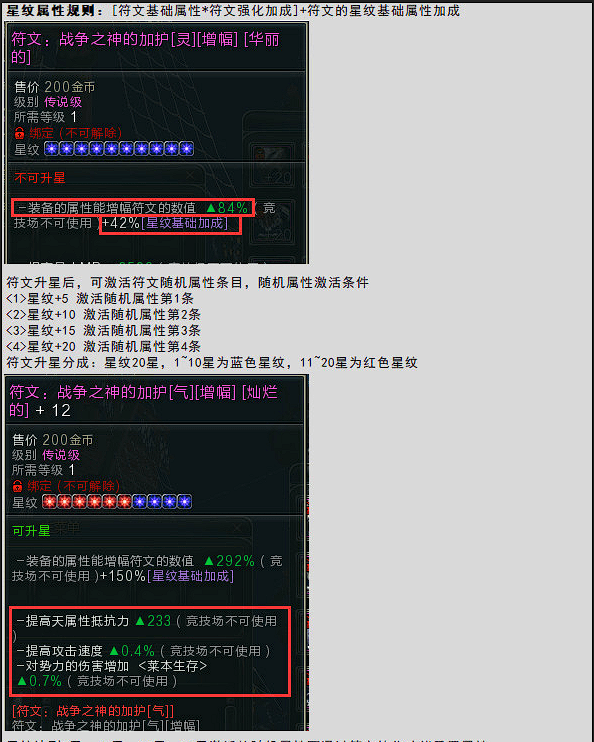 星纹属性规则：[符文基础属性*符文强化加成]+符文的星纹基础属性加成
符文：战争之神的加护[灵][增幅] [华丽
的]
售价 200金币
级别 传说级
所需等级 1
绑定 (不可解除)
星纹
不可升星
-装备的属性能增幅符文的数值 ▲84% ( 竞
技场不可使用 )+42%[星纹基础加成]
符文升星后，可激活符文随机属性条目，随机属性激活条件
<1>星纹+5 激活随机属性第1条
<2>星纹+10 激活随机属性第2条
<3>星纹+15 激活随机属性第3条
<4>星纹+20 激活随机属性第4条
符文升星分成：星纹20星，1~10星为蓝色星纹，11~20星为红色星纹
符文：战争之神的加护[气][增幅] [灿烂
的] + 12
售价 200金币
级别 传说级
所需等级 1
绑定 (不可解除)
星纹
可升星
-装备的属性能增幅符文的数值 ▲292% ( 竞
技场不可使用 )+150%[星纹基础加成]
-提高天属性抵抗力 ▲233 ( 竞技场不可使用
)
-提高攻击速度 ▲0.4% ( 竞技场不可使用 )
-对势力的伤害增加 <莱本生存>
▲0.7% ( 竞技场不可使用 )
[符文：战争之神的加护[气]]
符文：战争之神的加护[气][增幅]